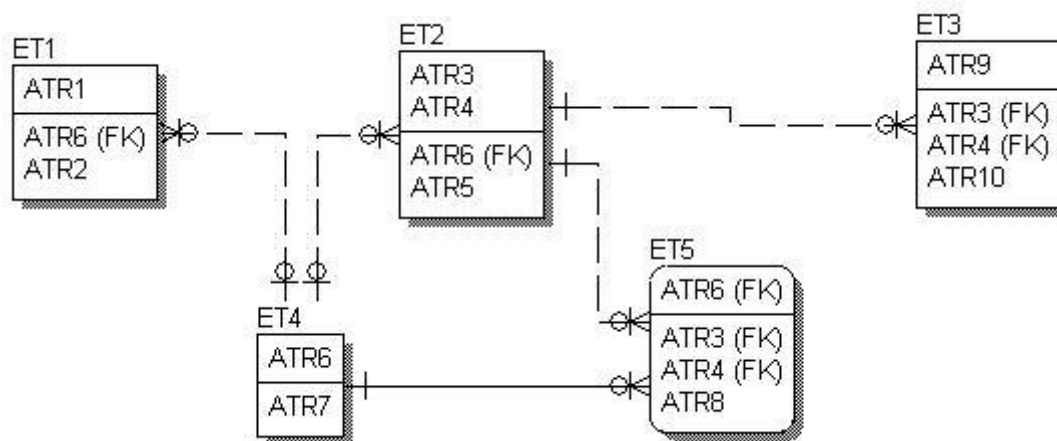 ET1
ATR1
ATR6 (FK)
ATR2
ET2
ATR3
ATR4
ATR6 (FK)
ATR5
ET3
ATR9
ATR3 (FK)
ATR4 (FK)
ATR10
ET4
ATR6
ATR7
ET5
ATR6 (FK)
ATR3 (FK)
ATR4 (FK)
ATR8